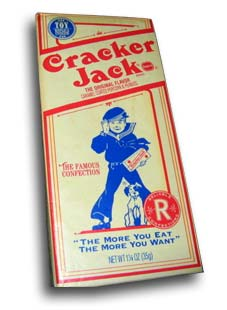 TOY
Cracker
Jack
THE ORIGINAL FLAVOR
CARAMEL COATED POPCORN & PEANUTS
THE FAMOUS
CONFECTION
R
"THE MORE YOU EAT
THE MORE YOU WANT"
NET WT 1¼ OZ (35g)